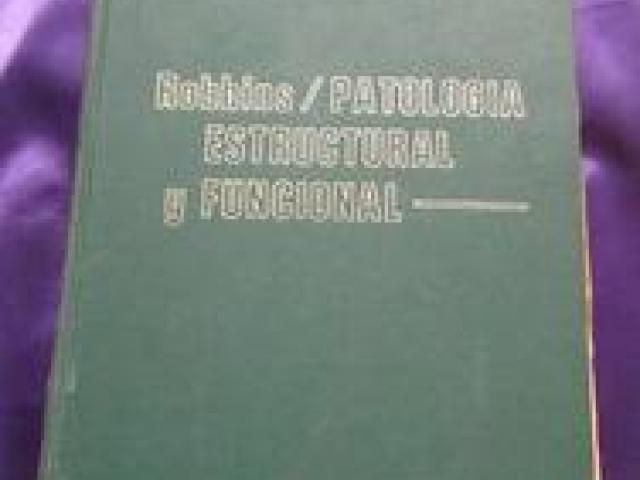 Robbins / PATOLOGIA
ESTRUCTURAL
y FUNCIONAL